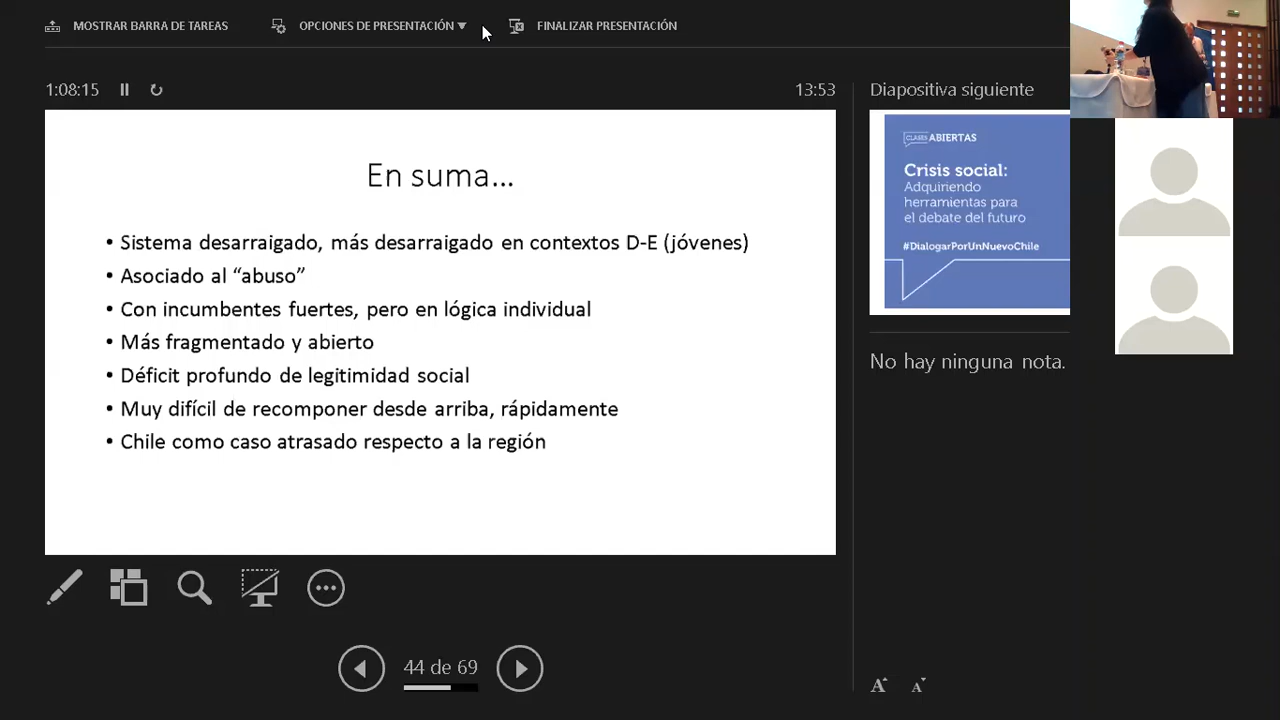 MOSTRAR BARRA DE TAREAS
OPCIONES DE PRESENTACIÓN
FINALIZAR PRESENTACIÓN
1:08:15
13:53
En suma...
• Sistema desarraigado, más desarraigado en contextos D-E (jóvenes)
• Asociado al “abuso”
• Con incumbentes fuertes, pero en lógica individual
• Más fragmentado y abierto
• Déficit profundo de legitimidad social
• Muy difícil de recomponer desde arriba, rápidamente
• Chile como caso atrasado respecto a la región
44 de 69
Diapositiva siguiente
CLASES ABIERTAS
Crisis social:
Adquiriendo
herramientas para
el debate del futuro
#DialogarPorUnNuevoChile
No hay ninguna nota.
A A